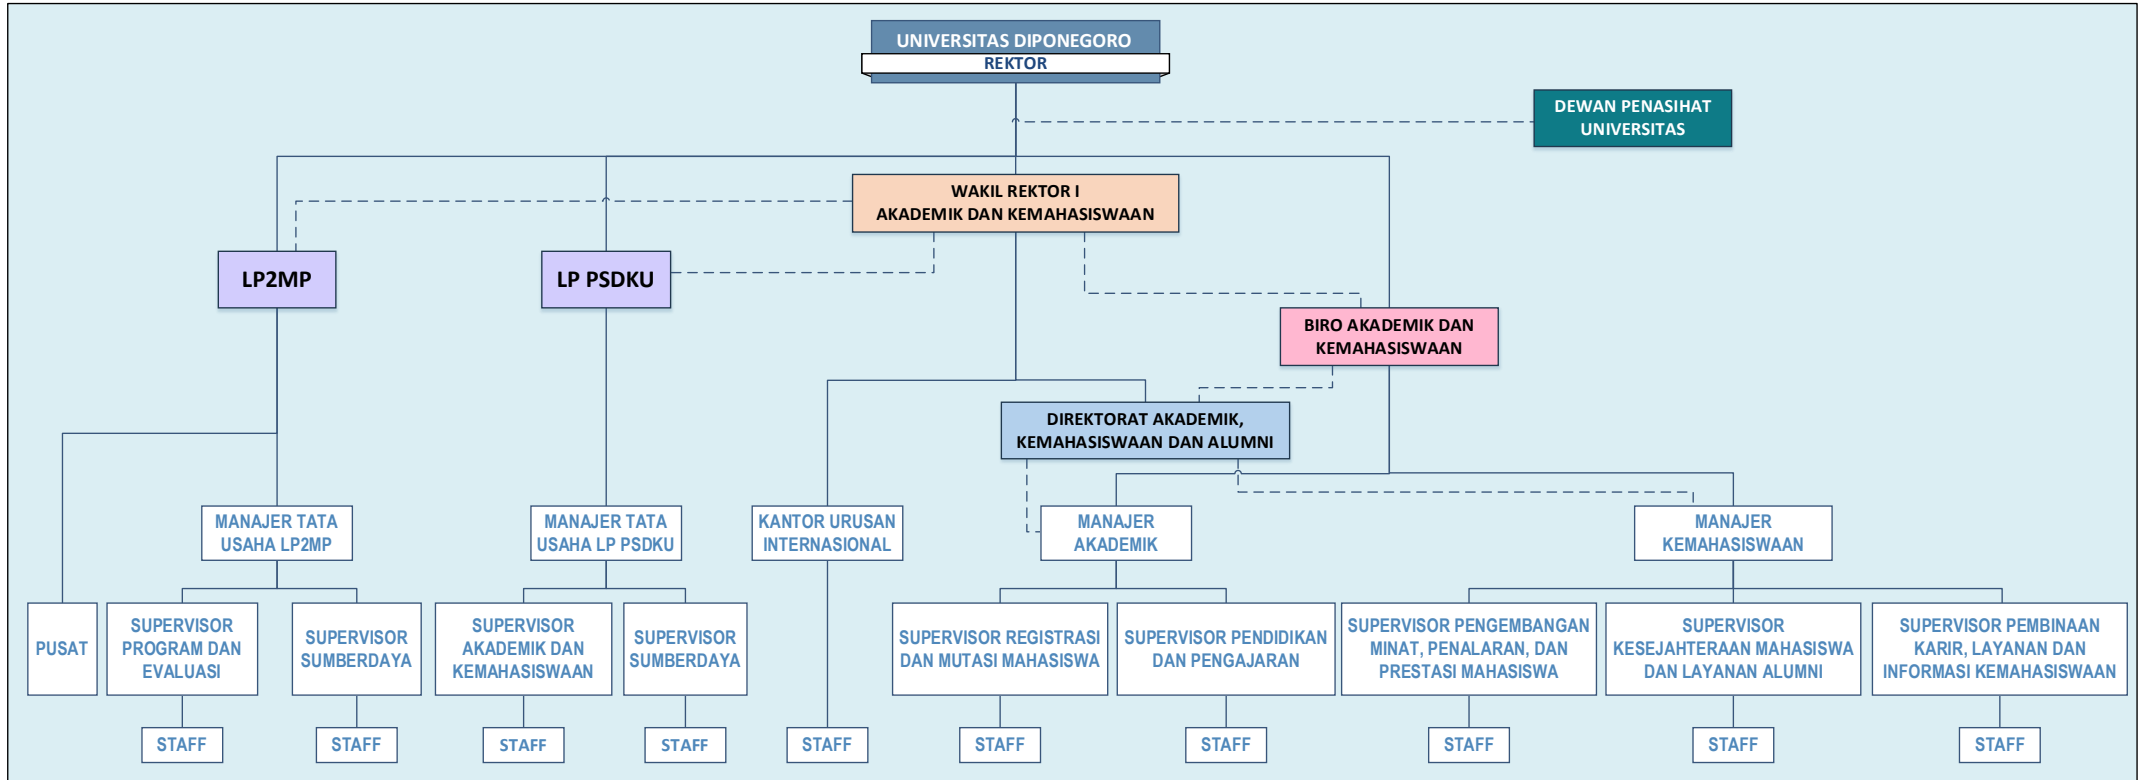 UNIVERSITAS DIPONEGORO
REKTOR
DEWAN PENASIHAT
UNIVERSITAS
WAKIL REKTOR I
AKADEMIK DAN KEMAHASISWAAN
LP2MP
LP PSDKU
BIRO AKADEMIK DAN
KEMAHASISWAAN
DIREKTORAT AKADEMIK,
KEMAHASISWAAN DAN ALUMNI
MANAJER TATA
USAHA LP2MP
MANAJER TATA
USAHA LP PSDKU
KANTOR URUSAN
INTERNASIONAL
MANAJER
AKADEMIK
MANAJER
KEMAHASISWAAN
PUSAT
SUPERVISOR
PROGRAM DAN
EVALUASI
SUPERVISOR
SUMBERDAYA
SUPERVISOR
AKADEMIK DAN
KEMAHASISWAAN
SUPERVISOR
SUMBERDAYA
SUPERVISOR REGISTRASI
DAN MUTASI MAHASISWA
SUPERVISOR PENDIDIKAN
DAN PENGAJARAN
SUPERVISOR PENGEMBANGAN
MINAT, PENALARAN, DAN
PRESTASI MAHASISWA
SUPERVISOR
KESEJAHTERAAN MAHASISWA
DAN LAYANAN ALUMNI
SUPERVISOR PEMBINAAN
KARIR, LAYANAN DAN
INFORMASI KEMAHASISWAAN
STAFF
STAFF
STAFF
STAFF
STAFF
STAFF
STAFF
STAFF
STAFF
STAFF